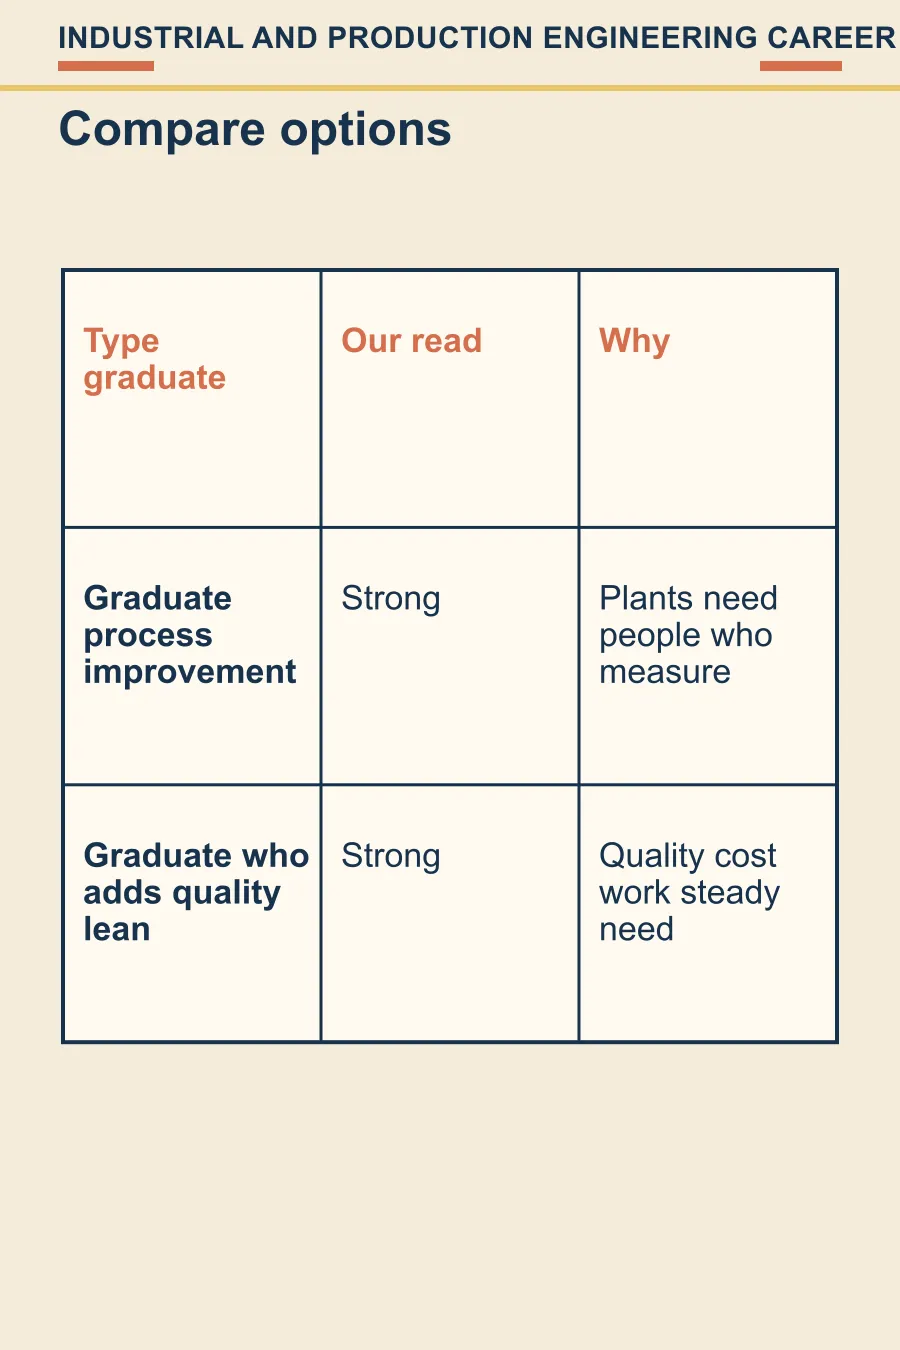 INDUSTRIAL AND PRODUCTION ENGINEERING CAREER
Compare options
Type
graduate
Our read
Why
Graduate
process
improvement
Strong
Plants need
people who
measure
Graduate who
adds quality
lean
Strong
Quality cost
work steady
need